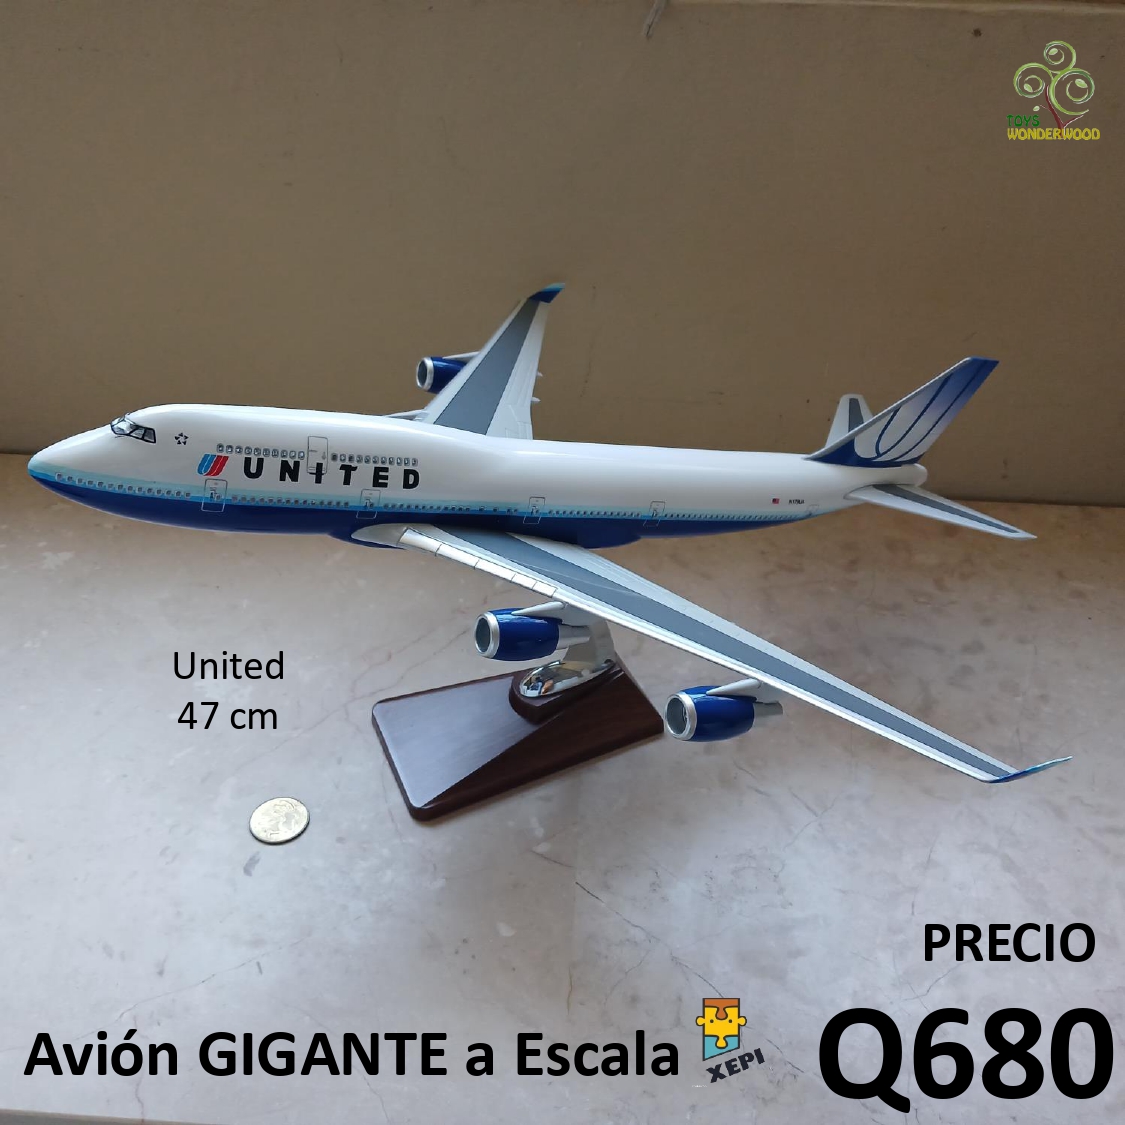 TOYS
WONDERWOOD
UNITED
United
47 cm
PRECIO
Avión GIGANTE a Escala
XEPI
Q680